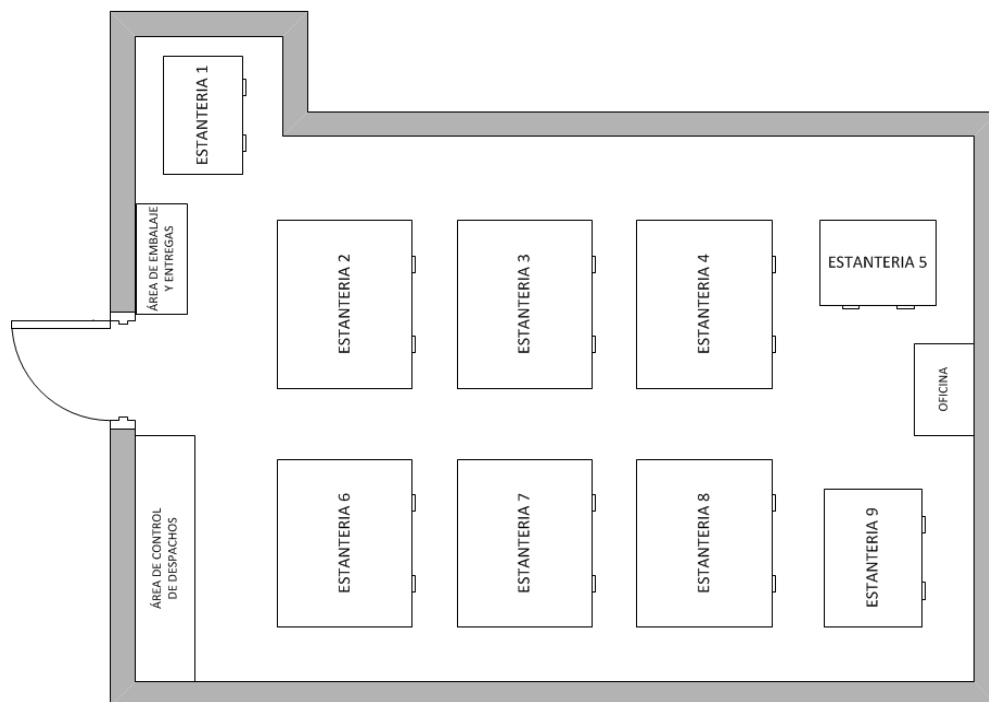 ESTANTERIA 1
ÁREA DE EMBALAJE
Y ENTREGAS
ESTANTERIA 2
ESTANTERIA 3
ESTANTERIA 4
ESTANTERIA 5
OFICINA
ÁREA DE CONTROL
DE DESPACHOS
ESTANTERIA 6
ESTANTERIA 7
ESTANTERIA 8
ESTANTERIA 9